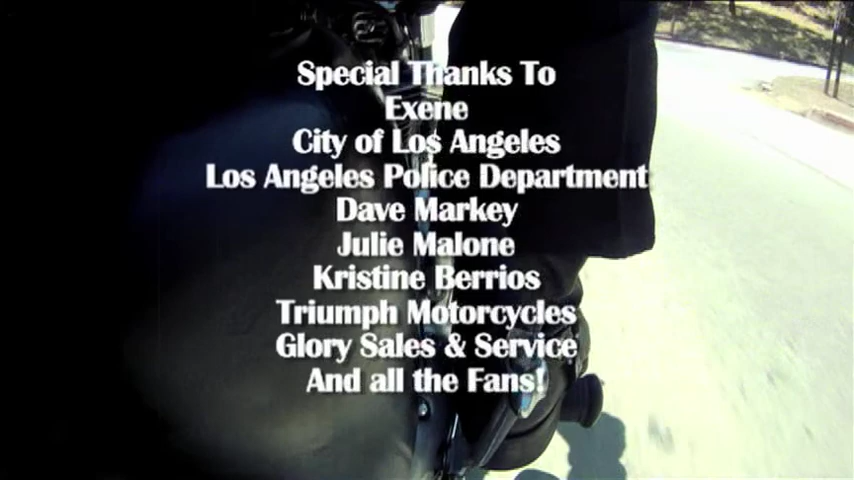 Special Thanks To
Exene
City of Los Angeles
Los Angeles Police Department
Dave Markey
Julie Malone
Kristine Berrios
Triumph Motorcycles
Glory Sales & Service
And all the Fans!